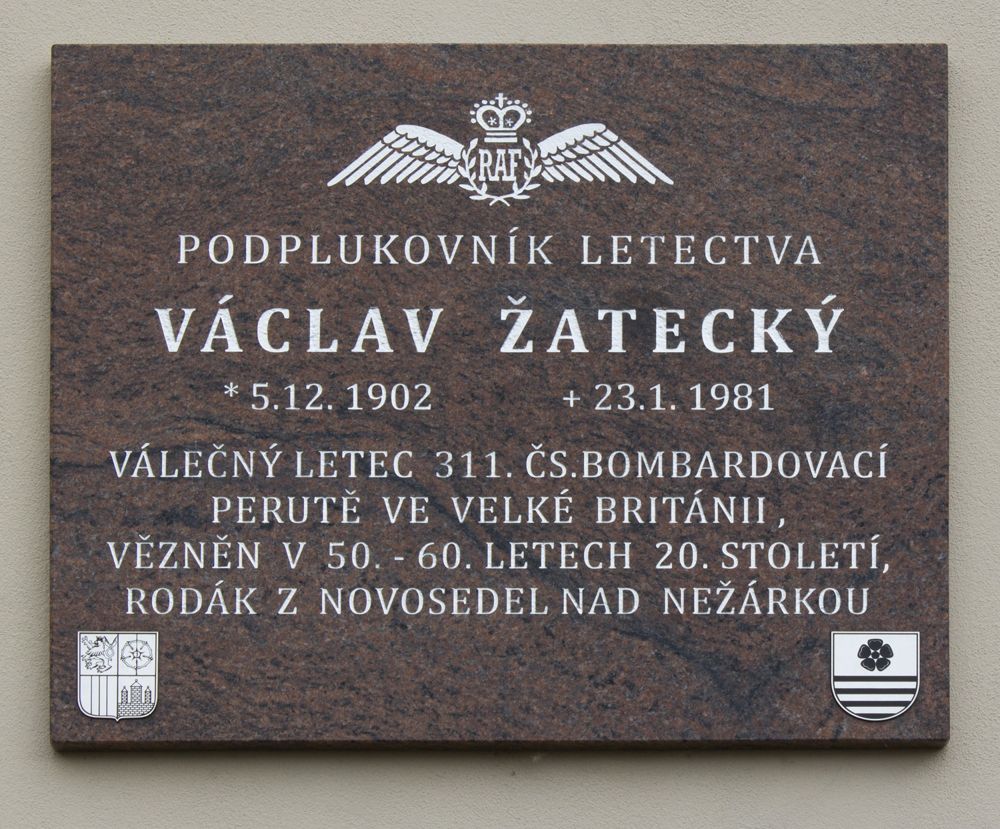 RAF
PODPLUKOVNÍK LETECTVA
VÁCLAV ŽATECKÝ
* 5.12. 1902 + 23.1. 1981
VÁLEČNÝ LETEC 311. ČS.BOMBARDOVACÍ
PERUTĚ VE VELKÉ BRITÁNII ,
VĚZNĚN V 50. - 60. LETECH 20. STOLETÍ,
RODÁK Z NOVOSEDEL NAD NEŽÁRKOU